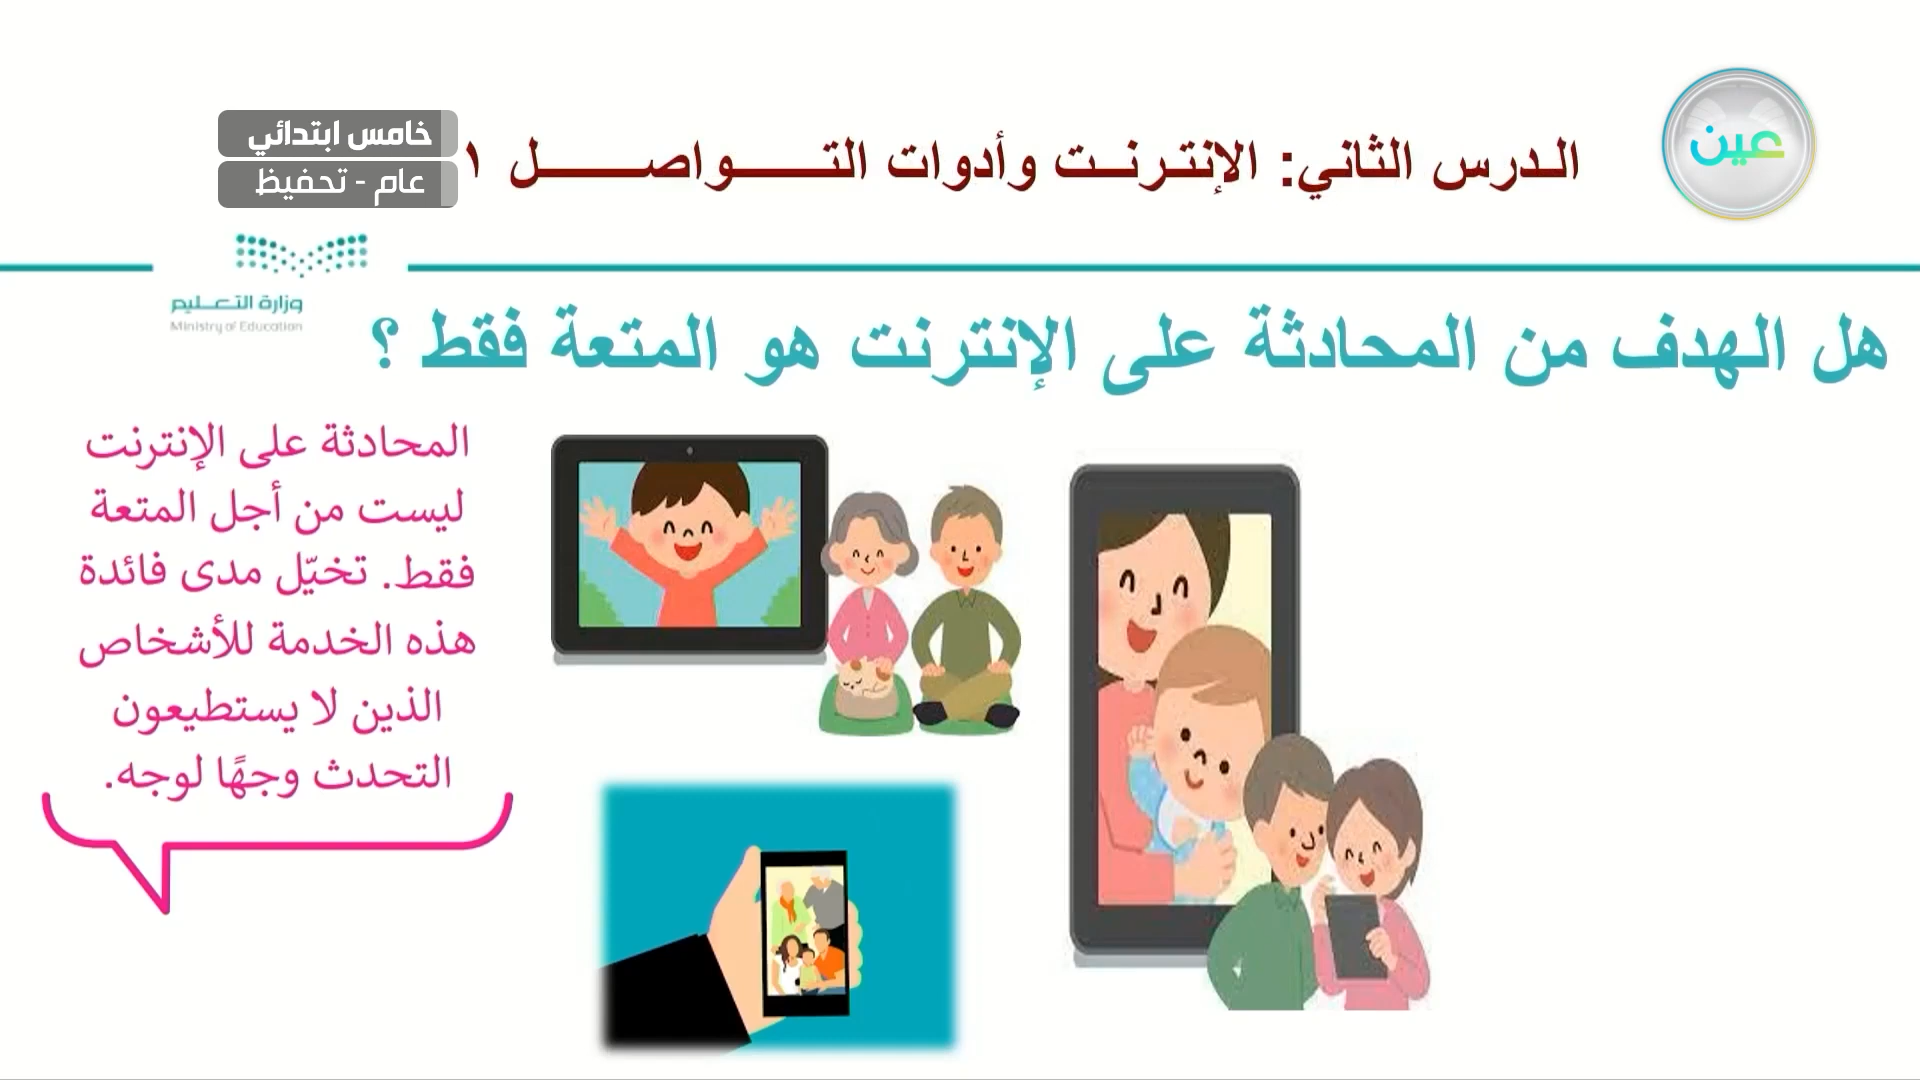 عين
خامس ابتدائي
عام - تحفيظ
الدرس الثاني: الإنترنت وأدوات التواصل ١
وزارة التعليم
Ministry of Education
هل الهدف من المحادثة على الإنترنت هو المتعة فقط ؟
المحادثة على الإنترنت
ليست من أجل المتعة
فقط. تخيّل مدى فائدة
هذه الخدمة للأشخاص
الذين لا يستطيعون
التحدث وجهًا لوجه.